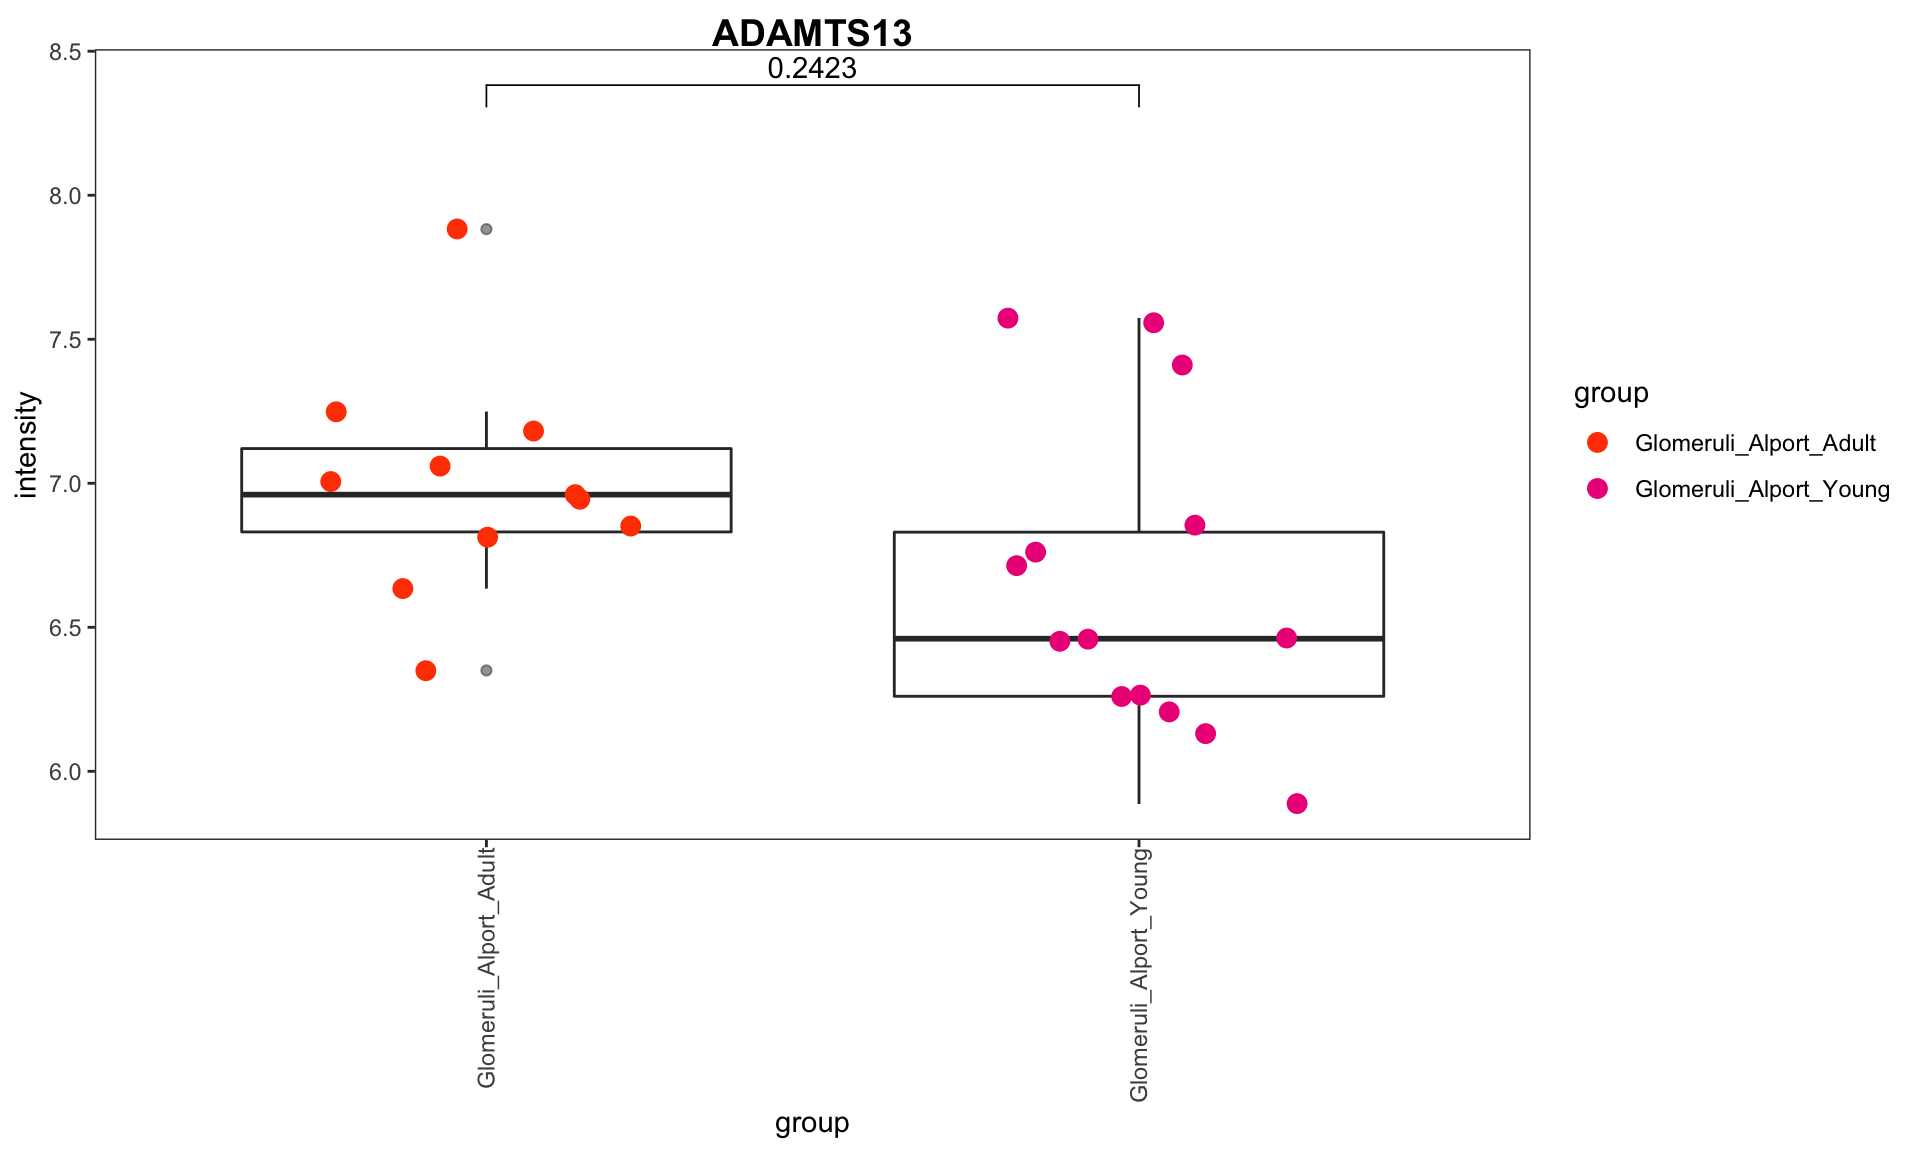 ADAMTS13
0.2423
8.5
8.0
7.5
7.0
6.5
6.0
intensity
Glomeruli_Alport_Adult
Glomeruli_Alport_Young
group
group
Glomeruli_Alport_Adult
Glomeruli_Alport_Young